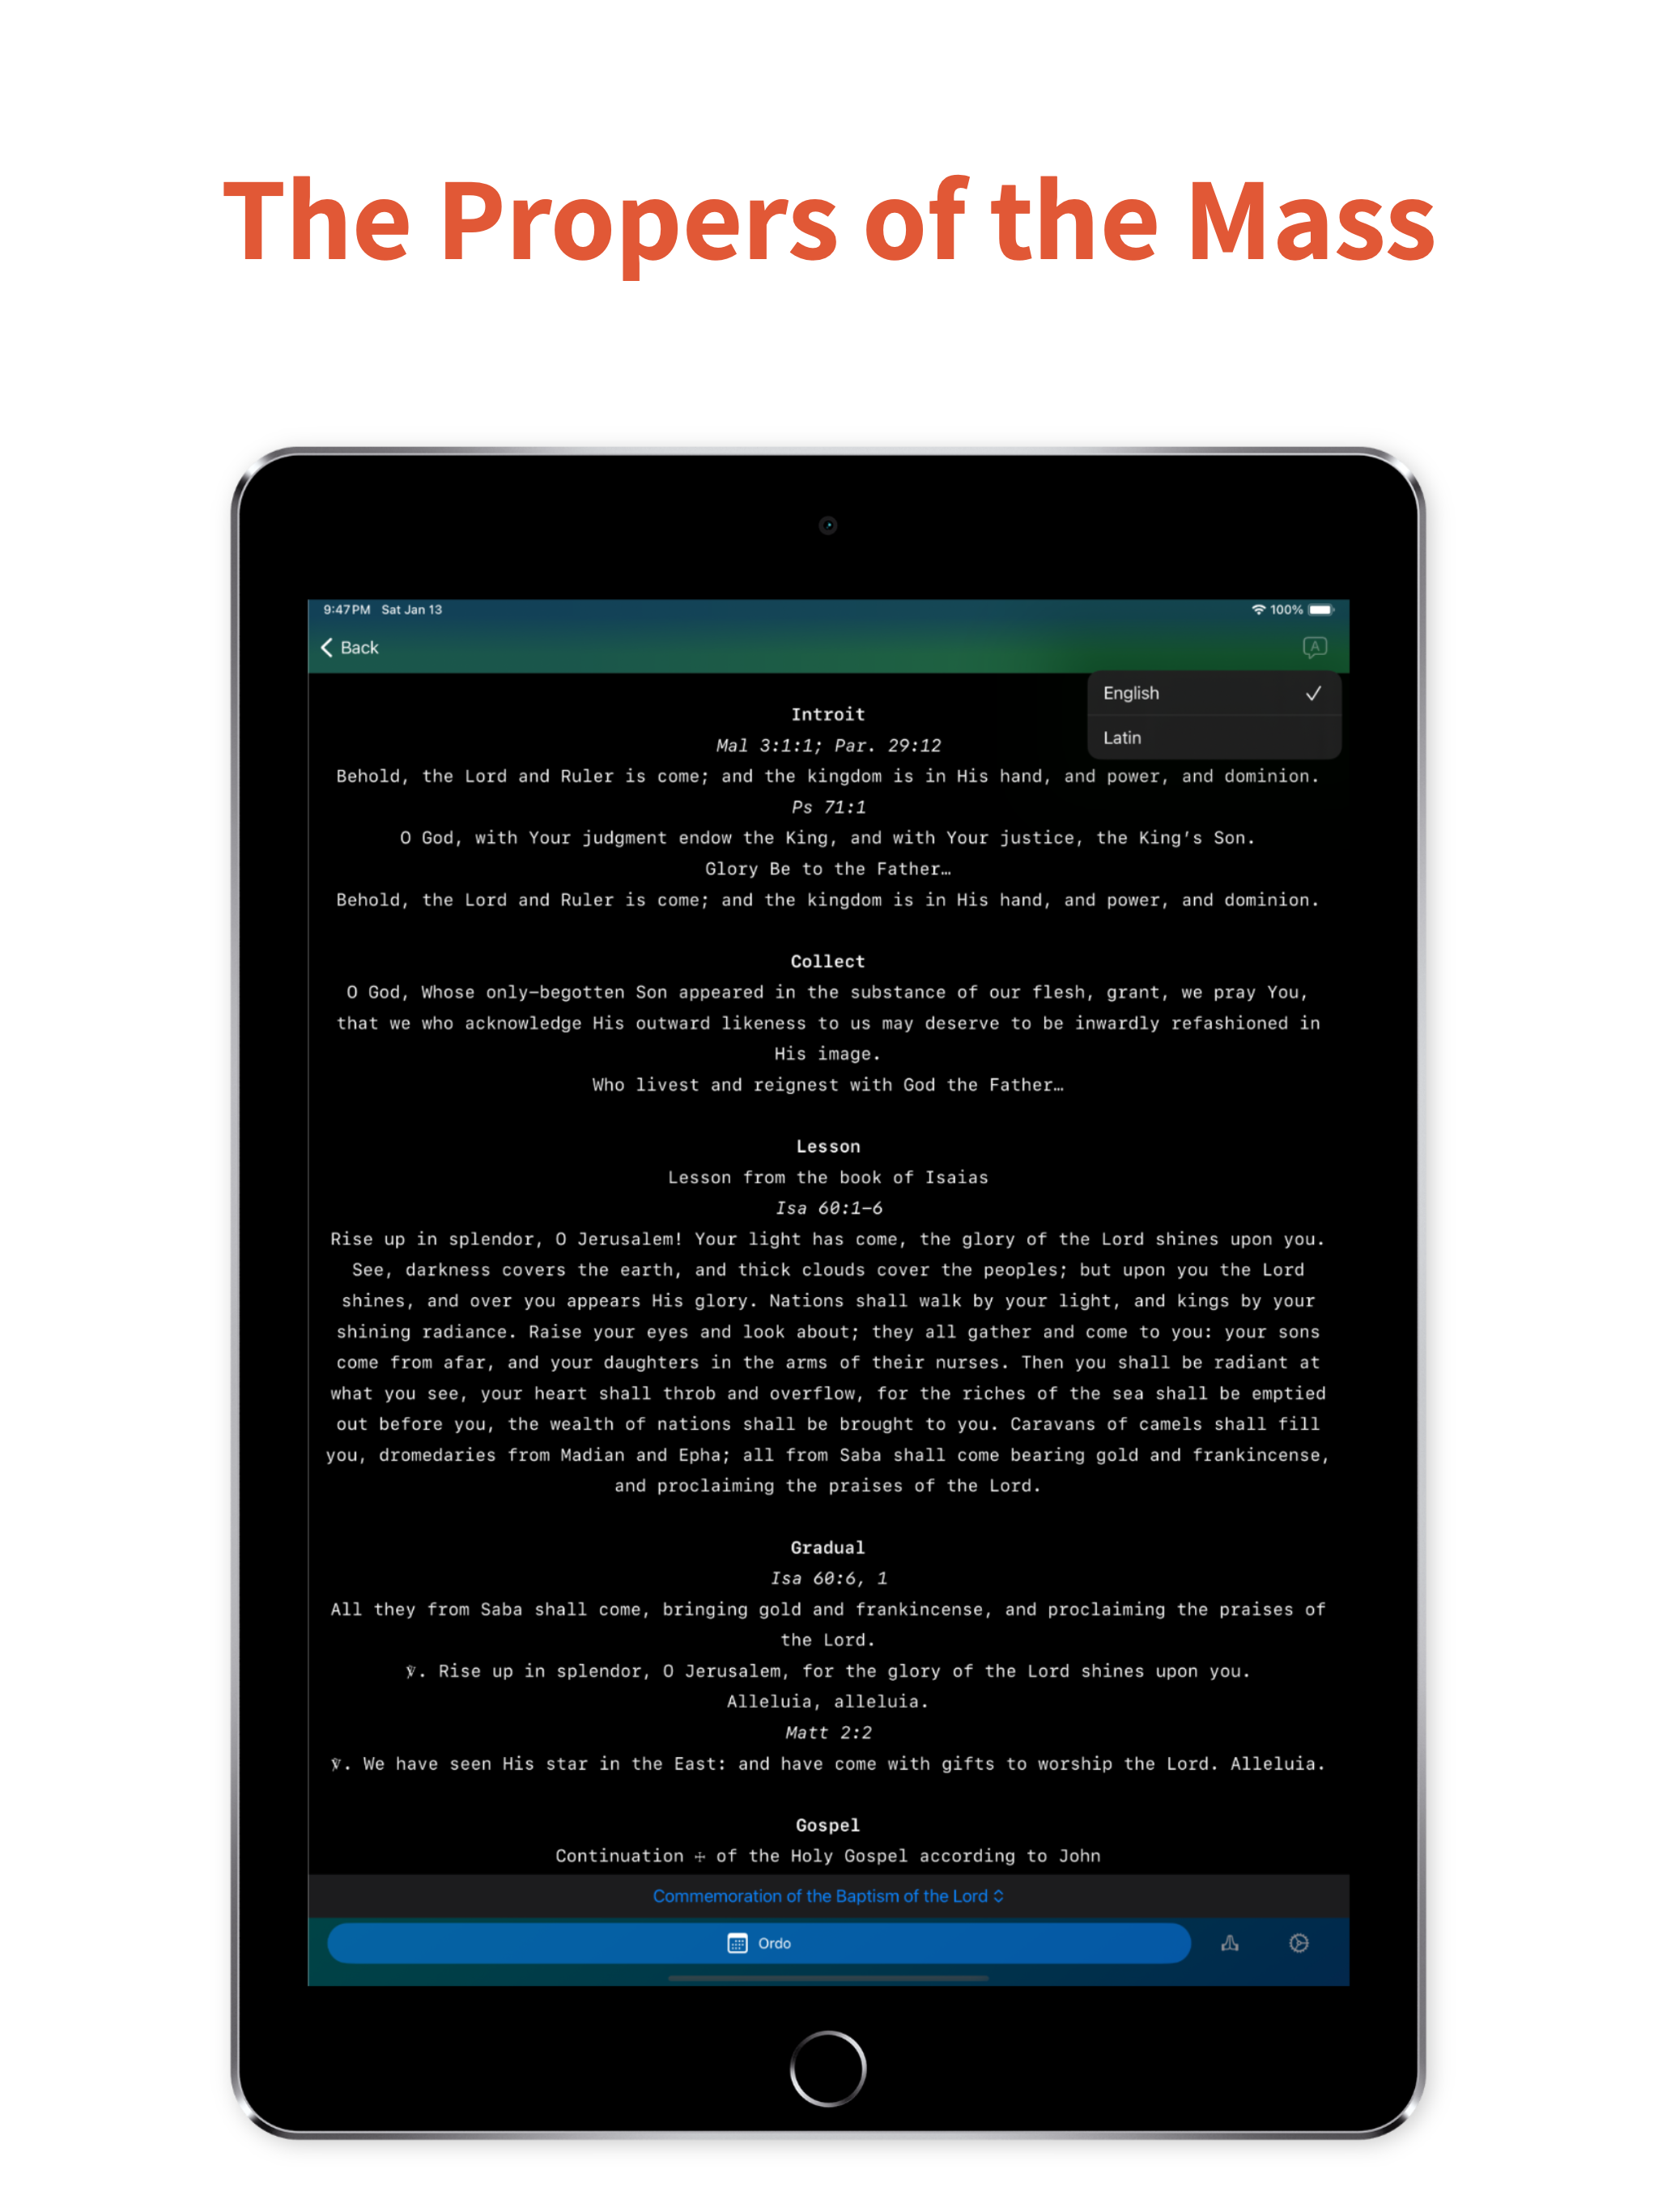 The Propers of the Mass
9:47 PM Sat Jan 13
100%
Back
A
English
Latin
Introit
Mal 3:1:1; Par. 29:12
Behold, the Lord and Ruler is come; and the kingdom is in His hand, and power, and dominion.
Ps 71:1
O God, with Your judgment endow the King, and with Your justice, the King's Son.
Glory Be to the Father…
Behold, the Lord and Ruler is come; and the kingdom is in His hand, and power, and dominion.
Collect
O God, Whose only-begotten Son appeared in the substance of our flesh, grant, we pray You,
that we who acknowledge His outward likeness to us may deserve to be inwardly refashioned in
His image.
Who livest and reignest with God the Father…
Lesson
Lesson from the book of Isaias
Isa 60:1-6
Rise up in splendor, O Jerusalem! Your light has come, the glory of the Lord shines upon you.
See, darkness covers the earth, and thick clouds cover the peoples; but upon you the Lord
shines, and over you appears His glory. Nations shall walk by your light, and kings by your
shining radiance. Raise your eyes and look about; they all gather and come to you: your sons
come from afar, and your daughters in the arms of their nurses. Then you shall be radiant at
what you see, your heart shall throb and overflow, for the riches of the sea shall be emptied
out before you, the wealth of nations shall be brought to you. Caravans of camels shall fill
you, dromedaries from Madian and Epha; all from Saba shall come bearing gold and frankincense,
and proclaiming the praises of the Lord.
Gradual
Isa 60:6, 1
All they from Saba shall come, bringing gold and frankincense, and proclaiming the praises of
the Lord.
℣. Rise up in splendor, O Jerusalem, for the glory of the Lord shines upon you.
Alleluia, alleluia.
Matt 2:2
℣. We have seen His star in the East: and have come with gifts to worship the Lord. Alleluia.
Gospel
Continuation ☩ of the Holy Gospel according to John
Commemoration of the Baptism of the Lord
Ordo